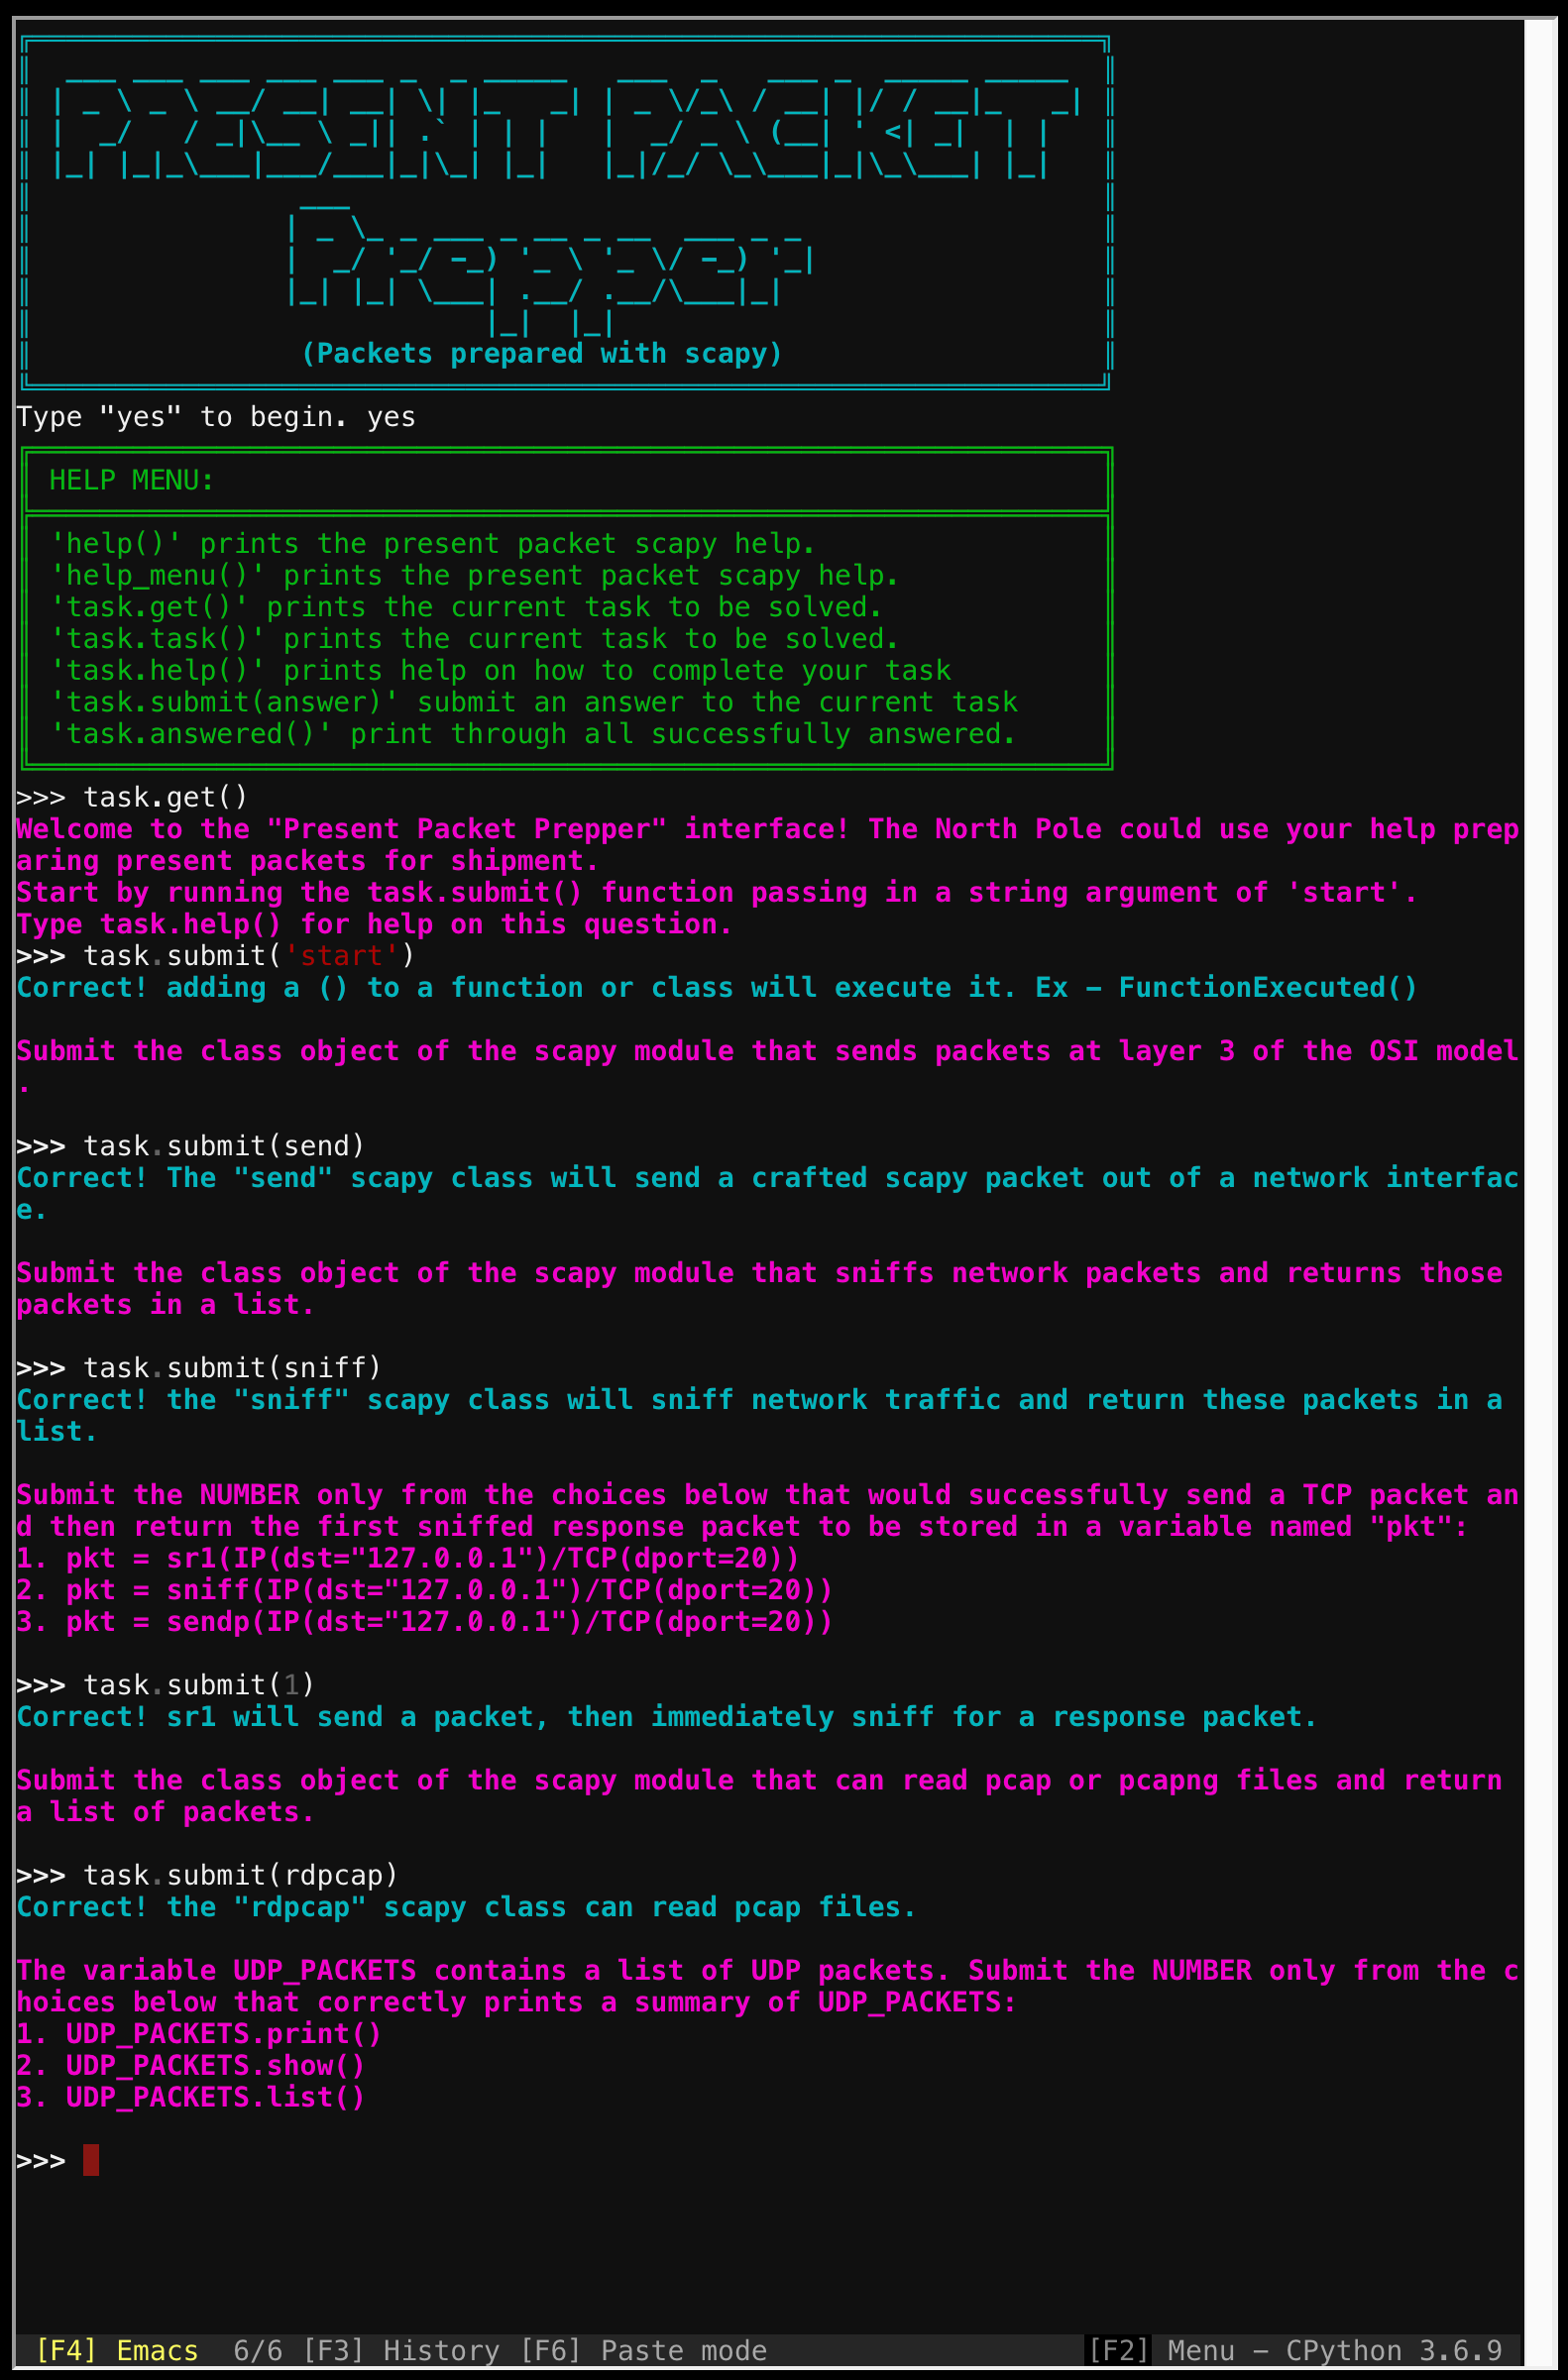 PRESENT PACKET
Prepper
(Packets prepared with scapy)
Type "yes" to begin. yes
HELP MENU:
'help()' prints the present packet scapy help.
'help_menu()' prints the present packet scapy help.
'task.get()' prints the current task to be solved.
'task.task()' prints the current task to be solved.
'task.help()' prints help on how to complete your task
'task.submit(answer)' submit an answer to the current task
'task.answered()' print through all successfully answered.
>>> task.get()
Welcome to the "Present Packet Prepper" interface! The North Pole could use your help prep
aring present packets for shipment.
Start by running the task.submit() function passing in a string argument of 'start'.
Type task.help() for help on this question.
>>> task.submit('start')
Correct! adding a () to a function or class will execute it. Ex - FunctionExecuted()
Submit the class object of the scapy module that sends packets at layer 3 of the OSI model
.
>>> task.submit(send)
Correct! The "send" scapy class will send a crafted scapy packet out of a network interfac
e.
Submit the class object of the scapy module that sniffs network packets and returns those
packets in a list.
>>> task.submit(sniff)
Correct! the "sniff" scapy class will sniff network traffic and return these packets in a
list.
Submit the NUMBER only from the choices below that would successfully send a TCP packet an
d then return the first sniffed response packet to be stored in a variable named "pkt":
1. pkt = sr1(IP(dst="127.0.0.1")/TCP(dport=20))
2. pkt = sniff(IP(dst="127.0.0.1")/TCP(dport=20))
3. pkt = sendp(IP(dst="127.0.0.1")/TCP(dport=20))
>>> task.submit(1)
Correct! sr1 will send a packet, then immediately sniff for a response packet.
Submit the class object of the scapy module that can read pcap or pcapng files and return
a list of packets.
>>> task.submit(rdpcap)
Correct! the "rdpcap" scapy class can read pcap files.
The variable UDP_PACKETS contains a list of UDP packets. Submit the NUMBER only from the c
hoices below that correctly prints a summary of UDP_PACKETS:
1. UDP_PACKETS.print()
2. UDP_PACKETS.show()
3. UDP_PACKETS.list()
>>>
[F4] Emacs  6/6 [F3] History [F6] Paste mode [F2] Menu - CPython 3.6.9